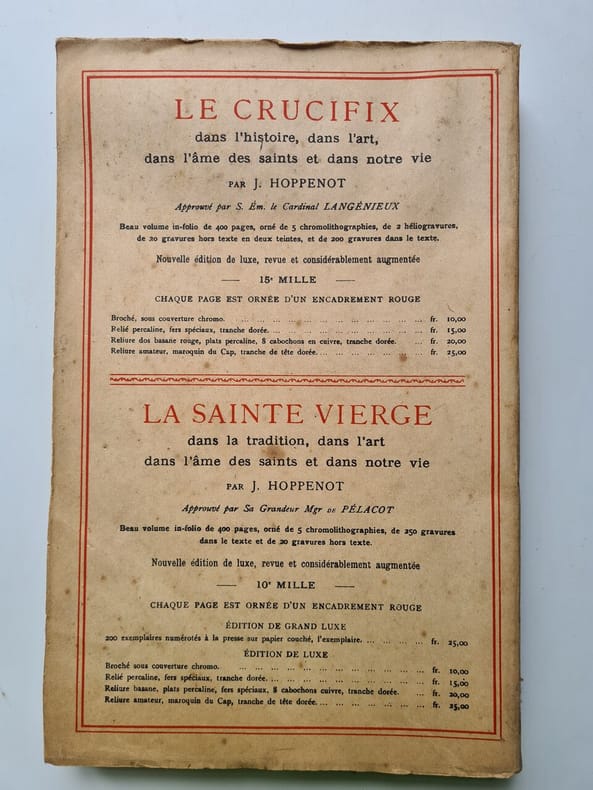 LE CRUCIFIX
dans l'histoire, dans l'art,
dans l'âme des saints et dans notre vie
PAR J. HOPPENOT
Approuvé par S. Ém. le Cardinal LANGÉNIEUX
Beau volume in-folio de 400 pages, orné de 5 chromolithographies, de 2 héliogravures,
de 20 gravures hors texte en deux teintes, et de 200 gravures dans le texte.
Nouvelle édition de luxe, revue et considérablement augmentée
— 15e MILLE —
CHAQUE PAGE EST ORNÉE D'UN ENCADREMENT ROUGE
Broché, sous couverture chromo. ... fr. 10,00
Relié percaline, fers spéciaux, tranche dorée. ... fr. 15,00
Reliure dos basane rouge, plats percaline, 8 cabochons en cuivre, tranche dorée. ... fr. 20,00
Reliure amateur, maroquin du Cap, tranche de tête dorée. ... fr. 25,00
LA SAINTE VIERGE
dans la tradition, dans l'art
dans l'âme des saints et dans notre vie
PAR J. HOPPENOT
Approuvé par Sa Grandeur Mgr DE PÉLACOT
Beau volume in-folio de 400 pages, orné de 5 chromolithographies, de 250 gravures
dans le texte et de 20 gravures hors texte.
Nouvelle édition de luxe, revue et considérablement augmentée
— 10e MILLE —
CHAQUE PAGE EST ORNÉE D'UN ENCADREMENT ROUGE
ÉDITION DE GRAND LUXE
200 exemplaires numérotés à la presse sur papier couché, l'exemplaire. ... fr. 25,00
ÉDITION DE LUXE
Broché sous couverture chromo. ... fr. 10,00
Relié percaline, fers spéciaux, tranche dorée. ... fr. 15,00
Reliure basane, plats percaline, fers spéciaux, 8 cabochons cuivre, tranche dorée. ... fr. 20,00
Reliure amateur, maroquin du Cap, tranche de tête dorée. ... fr. 25,00